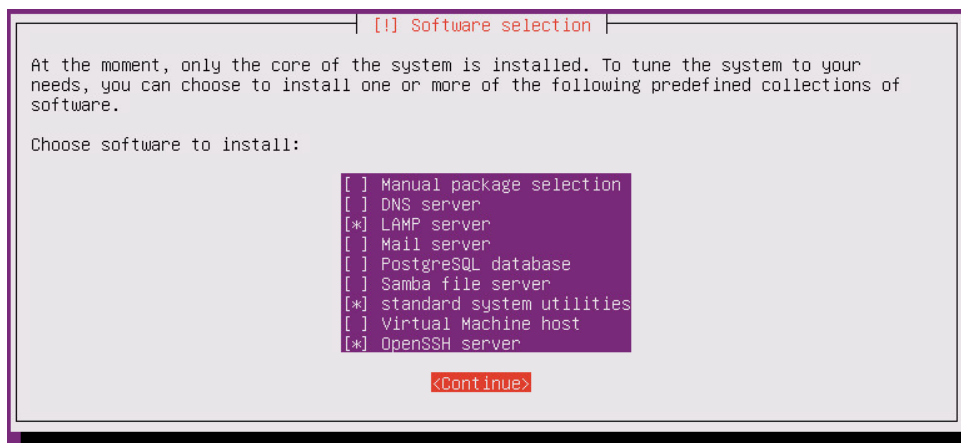 [!] Software selection
At the moment, only the core of the system is installed. To tune the system to your
needs, you can choose to install one or more of the following predefined collections of
software.
Choose software to install:
[ ] Manual package selection
[ ] DNS server
[*] LAMP server
[ ] Mail server
[ ] PostgreSQL database
[ ] Samba file server
[*] standard system utilities
[ ] Virtual Machine host
[*] OpenSSH server
<Continue>